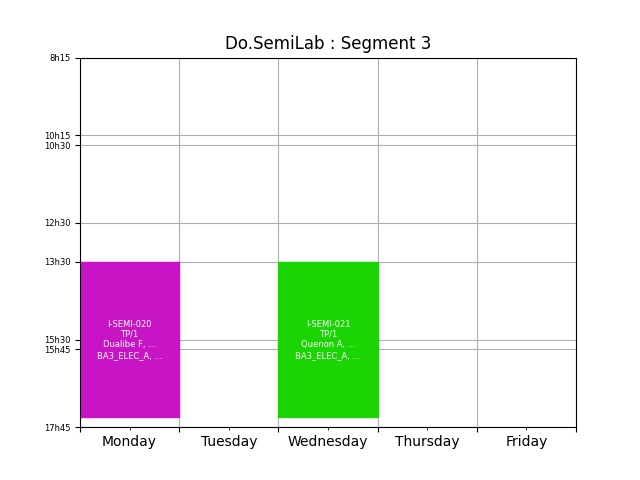 Do.SemiLab : Segment 3
8h15
10h15
10h30
12h30
13h30
15h30
15h45
17h45
I-SEMI-020
TP/1
Dualibe F, ...
BA3_ELEC_A, ...
I-SEMI-021
TP/1
Quenon A, ...
BA3_ELEC_A, ...
Monday Tuesday Wednesday Thursday Friday